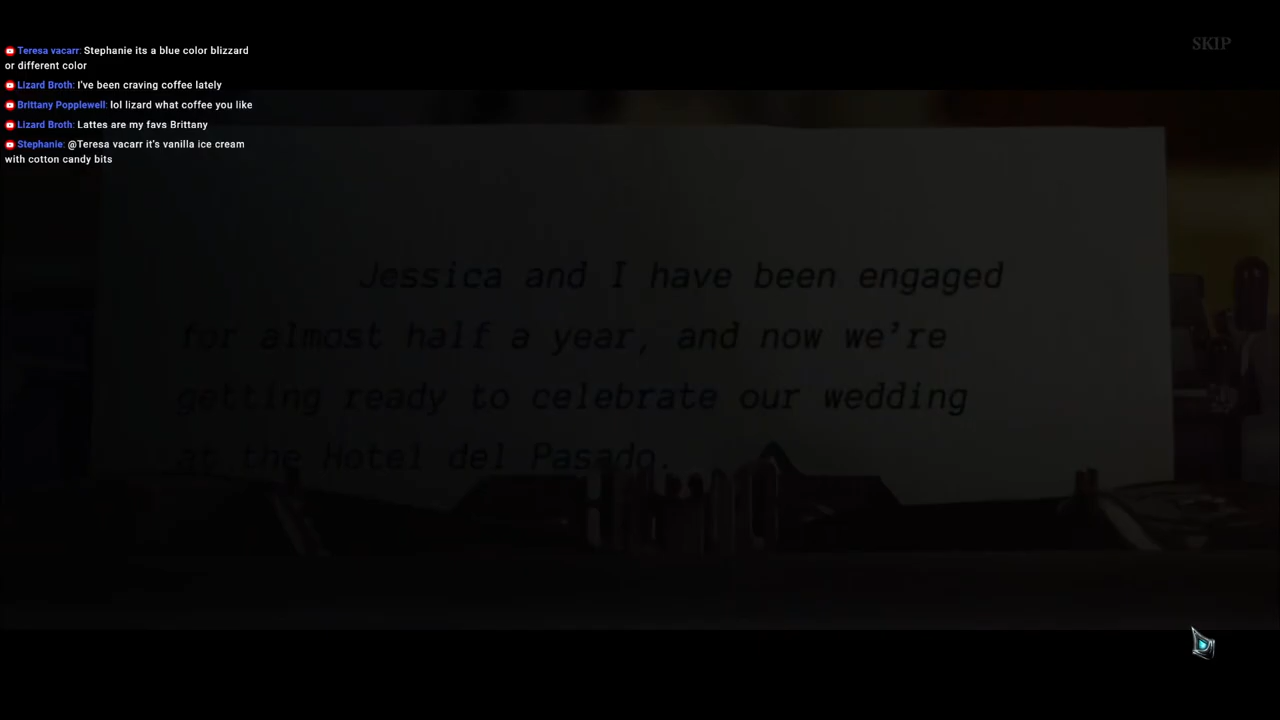 SKIP
Teresa vacarr: Stephanie its a blue color blizzard
or different color
Lizard Broth: I've been craving coffee lately
Brittany Popplewell: lol lizard what coffee you like
Lizard Broth: Lattes are my favs Brittany
Stephanie: @Teresa vacarr it's vanilla ice cream
with cotton candy bits
Jessica and I have been engaged
for almost half a year, and now we're
getting ready to celebrate our wedding
at the Hotel del Pasado.